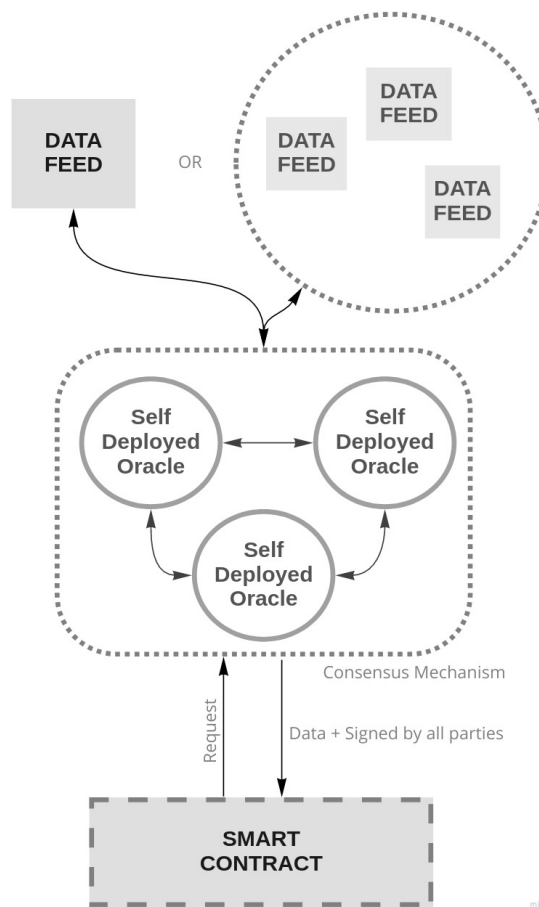 DATA
FEED
OR
DATA
FEED
DATA
FEED
DATA
FEED
Self
Deployed
Oracle
Self
Deployed
Oracle
Self
Deployed
Oracle
Consensus Mechanism
Request
Data + Signed by all parties
SMART
CONTRACT